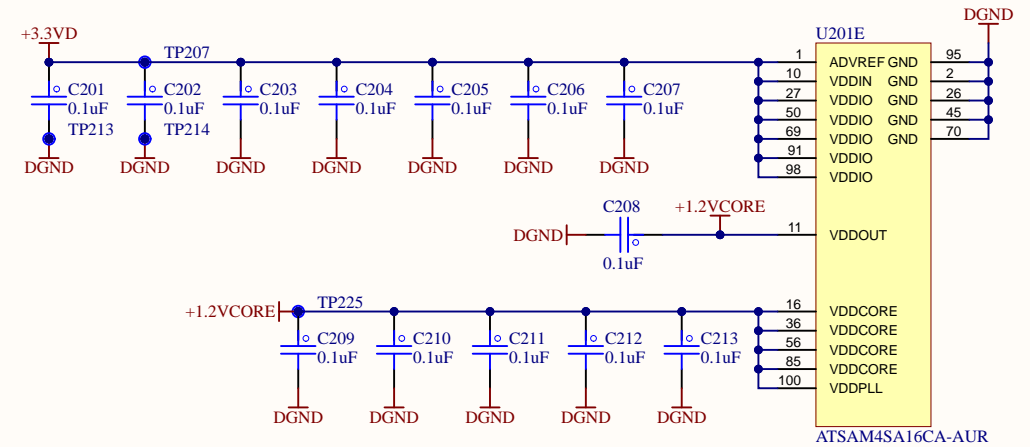 DGND
+3.3VD
TP207
U201E
C201
0.1uF
TP213
DGND
C202
0.1uF
TP214
DGND
C203
0.1uF
DGND
C204
0.1uF
DGND
C205
0.1uF
DGND
C206
0.1uF
DGND
C207
0.1uF
DGND
1 ADVREF GND 95
10 VDDIN GND 2
27 VDDIO GND 26
50 VDDIO GND 45
69 VDDIO GND 70
91 VDDIO
98 VDDIO
C208
+1.2VCORE
DGND
0.1uF
11 VDDOUT
+1.2VCORE
TP225
C209
0.1uF
DGND
C210
0.1uF
DGND
C211
0.1uF
DGND
C212
0.1uF
DGND
C213
0.1uF
DGND
16 VDDCORE
36 VDDCORE
56 VDDCORE
85 VDDCORE
100 VDDPLL
ATSAM4SA16CA-AUR